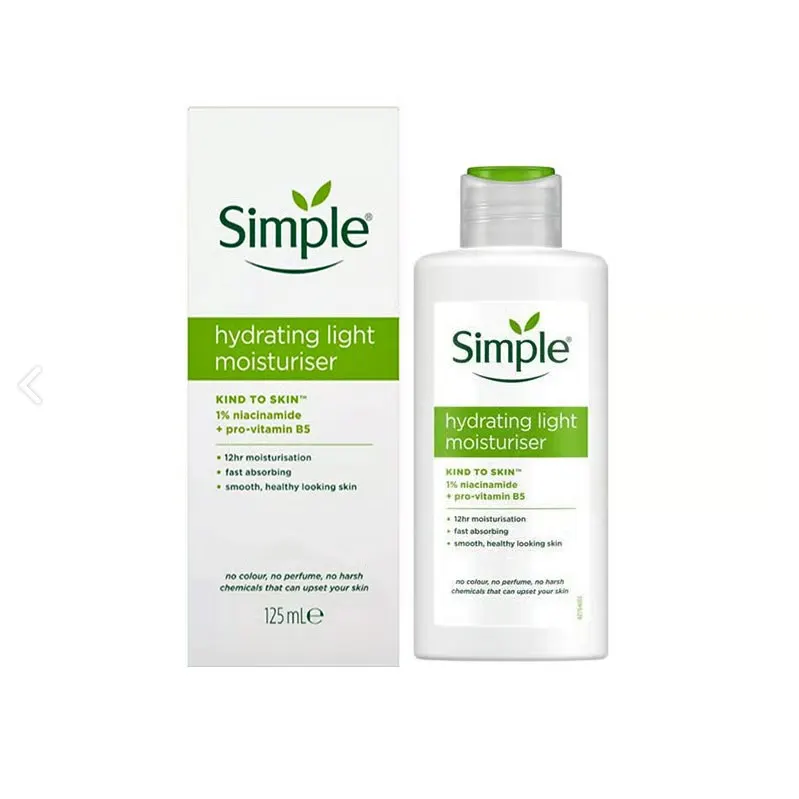 Simple®
hydrating light
moisturiser
KIND TO SKIN™
1% niacinamide
+ pro-vitamin B5
• 12hr moisturisation
• fast absorbing
• smooth, healthy looking skin
no colour, no perfume, no harsh
chemicals that can upset your skin
125 mL℮
Simple®
hydrating light
moisturiser
KIND TO SKIN™
1% niacinamide
+ pro-vitamin B5
• 12hr moisturisation
• fast absorbing
• smooth, healthy looking skin
no colour, no perfume, no harsh
chemicals that can upset your skin